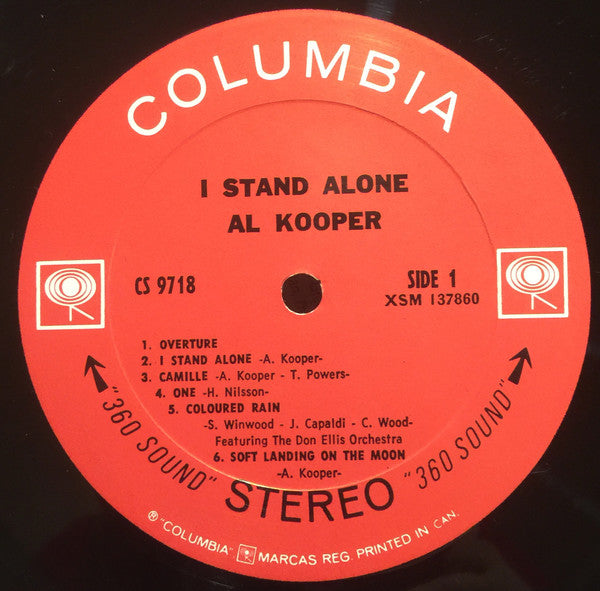 COLUMBIA
I STAND ALONE
AL KOOPER
CS 9718
SIDE 1
XSM 137860
1. OVERTURE
2. I STAND ALONE -A. Kooper-
3. CAMILLE -A. Kooper - T. Powers-
4. ONE -H. Nilsson-
5. COLOURED RAIN
-S. Winwood - J. Capaldi - C. Wood-
Featuring The Don Ellis Orchestra
6. SOFT LANDING ON THE MOON
-A. Kooper-
"360 SOUND" STEREO "360 SOUND"
® "COLUMBIA" MARCAS REG. PRINTED IN CAN.